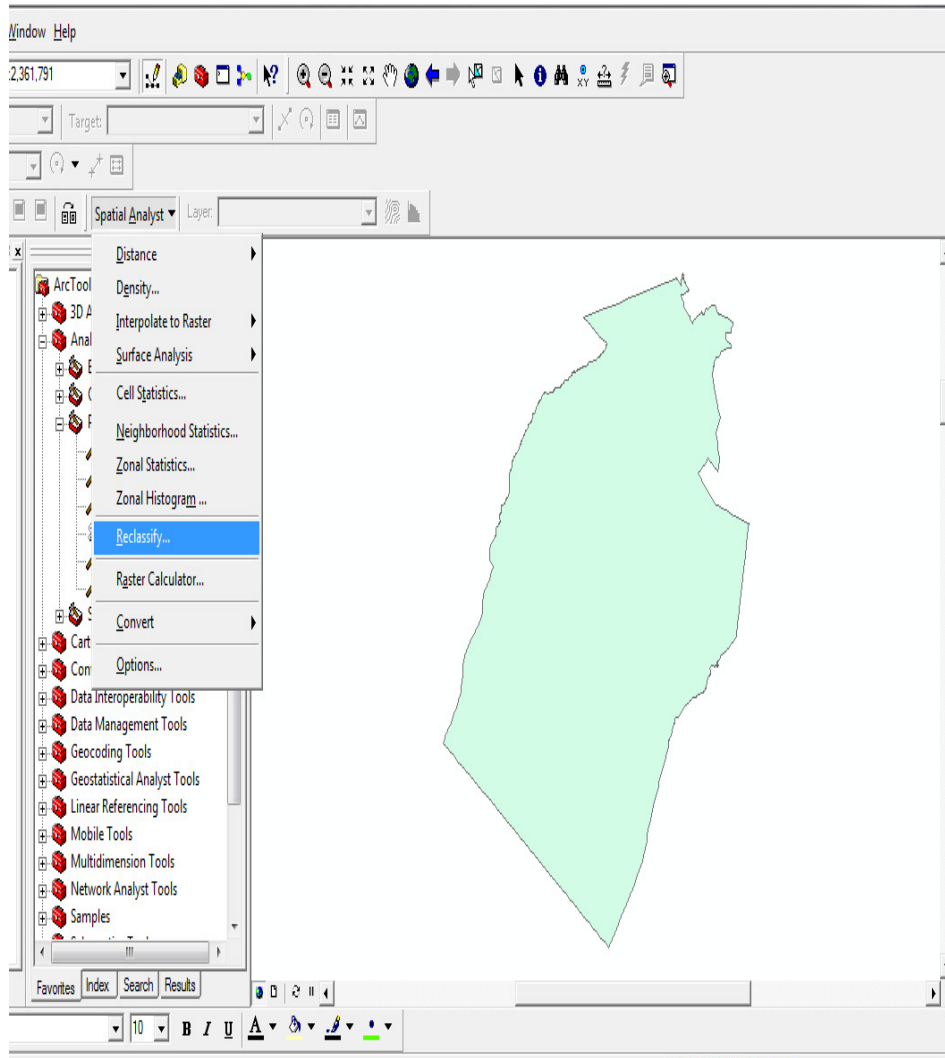 Window Help
:2,361,791
Target:
Spatial Analyst Layer:
Distance
Density...
Interpolate to Raster
Surface Analysis
Cell Statistics...
Neighborhood Statistics...
Zonal Statistics...
Zonal Histogram ...
Reclassify...
Raster Calculator...
Convert
Options...
ArcTool
3D A
Anal
Cart
Con
Data Interoperability Tools
Data Management Tools
Geocoding Tools
Geostatistical Analyst Tools
Linear Referencing Tools
Mobile Tools
Multidimension Tools
Network Analyst Tools
Samples
Favorites Index Search Results
10 B I U A